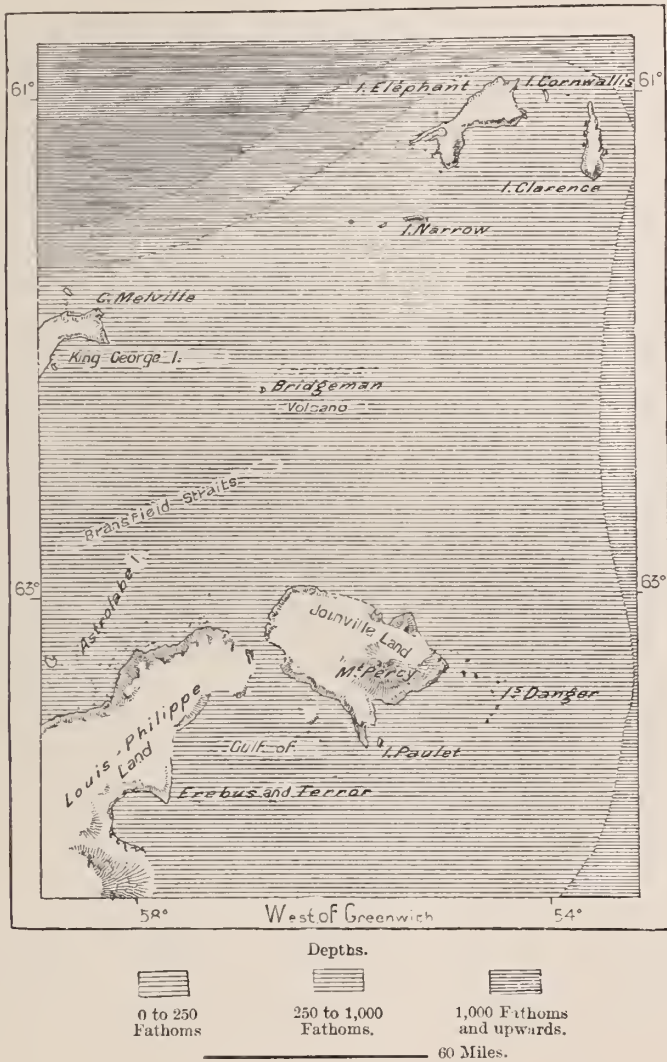 61°
I. Elephant
I. Cornwallis
61°
I. Clarence
I. Narrow
C. Melville
King George I.
Bridgeman
Volcano
Bransfield Straits
Astrolabe I.
63°
63°
Joinville Land
Mt Percy
Is Danger
Louis-Philippe
Land
Gulf of
I. Paulet
Erebus and Terror
58°
West of Greenwich
54°
Depths.
0 to 250
Fathoms
250 to 1,000
Fathoms.
1,000 Fathoms
and upwards.
60 Miles.